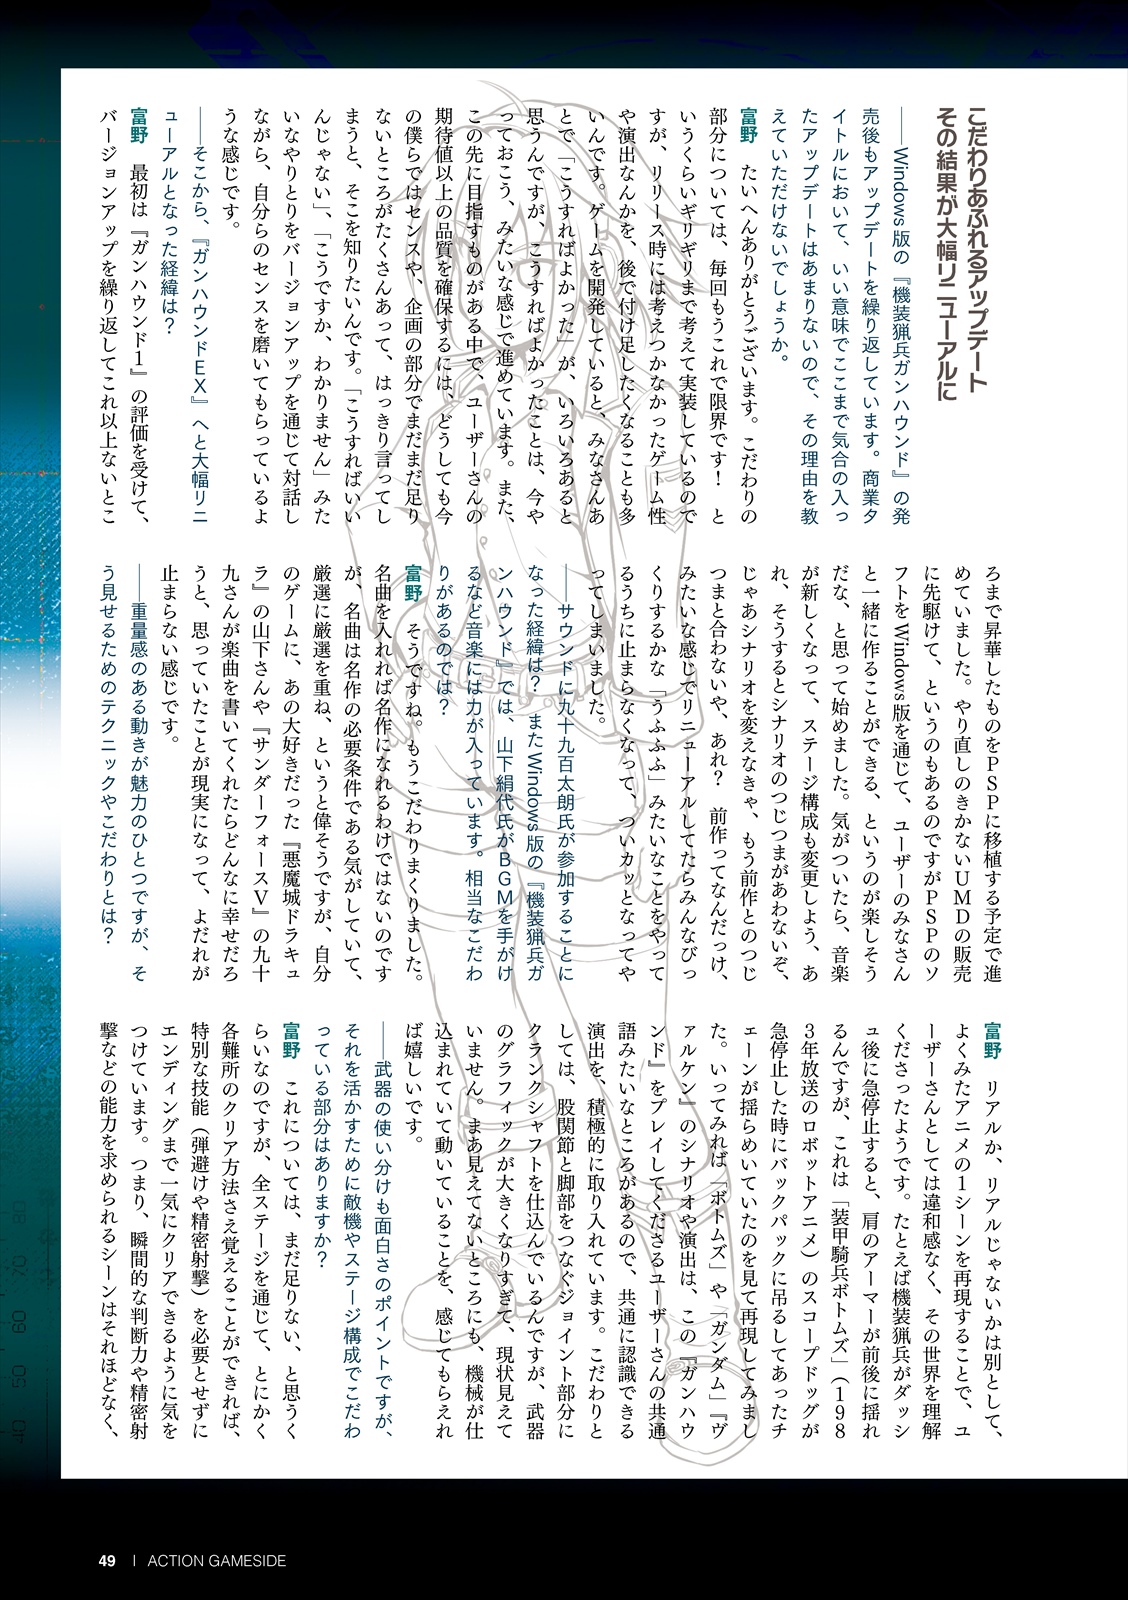 こだわりあふれるアップデート
その結果が大幅リニューアルに
――Windows版の『機装猟兵ガンハウンド』の発
売後もアップデートを繰り返しています。商業タ
イトルにおいて、いい意味でここまで気合の入っ
たアップデートはあまりないので、その理由を教
えていただけないでしょうか。
富野　たいへんありがとうございます。こだわりの
部分については、毎回もうこれで限界です！　と
いうくらいギリギリまで考えて実装しているので
すが、リリース時には考えつかなかったゲーム性
や演出なんかを、後で付け足したくなることも多
いんです。ゲームを開発していると、みなさんあ
とで「こうすればよかった」が、いろいろあると
思うんですが、こうすればよかったことは、今や
っておこう、みたいな感じで進めています。また、
この先に目指すものがある中で、ユーザーさんの
期待値以上の品質を確保するには、どうしても今
の僕らではセンスや、企画の部分でまだまだ足り
ないところがたくさんあって、はっきり言ってし
まうと、そこを知りたいんです。「こうすればいい
んじゃない」、「こうですか、わかりません」みた
いなやりとりをバージョンアップを通じて対話し
ながら、自分らのセンスを磨いてもらっているよ
うな感じです。
――そこから、『ガンハウンドＥＸ』へと大幅リニ
ューアルとなった経緯は？
富野　最初は『ガンハウンド１』の評価を受けて、
バージョンアップを繰り返してこれ以上ないとこ
ろまで昇華したものをＰＳＰに移植する予定で進
めていました。やり直しのきかないＵＭＤの販売
に先駆けて、というのもあるのですがＰＳＰのソ
フトをWindows版を通じて、ユーザーのみなさん
と一緒に作ることができる、というのが楽しそう
だな、と思って始めました。気がついたら、音楽
が新しくなって、ステージ構成も変更しよう、あ
れ、そうするとシナリオのつじつまがあわないぞ、
じゃあシナリオを変えなきゃ、もう前作とのつじ
つまと合わないや、あれ？　前作ってなんだっけ、
みたいな感じでリニューアルしてたらみんなびっ
くりするかな「うふふふ」みたいなことをやって
るうちに止まらなくなって、ついカッとなってや
ってしまいました。
――サウンドに九十九百太朗氏が参加することに
なった経緯は？　またWindows版の『機装猟兵ガ
ンハウンド』では、山下絹代氏がＢＧＭを手がけ
るなど音楽には力が入っています。相当なこだわ
りがあるのでは？
富野　そうですね。もうこだわりまくりました。
名曲を入れれば名作になれるわけではないのです
が、名曲は名作の必要条件である気がしていて、
厳選に厳選を重ね、というと偉そうですが、自分
のゲームに、あの大好きだった『悪魔城ドラキュ
ラ』の山下さんや『サンダーフォースＶ』の九十
九さんが楽曲を書いてくれたらどんなに幸せだろ
うと、思っていたことが現実になって、よだれが
止まらない感じです。
――重量感のある動きが魅力のひとつですが、そ
う見せるためのテクニックやこだわりとは？
富野　リアルか、リアルじゃないかは別として、
よくみたアニメの１シーンを再現することで、ユ
ーザーさんとしては違和感なく、その世界を理解
くださったようです。たとえば機装猟兵がダッシ
ュ後に急停止すると、肩のアーマーが前後に揺れ
るんですが、これは「装甲騎兵ボトムズ」（１９８
３年放送のロボットアニメ）のスコープドッグが
急停止した時にバックパックに吊るしてあったチ
ェーンが揺らめいていたのを見て再現してみまし
た。いってみれば「ボトムズ」や「ガンダム」『ヴ
ァルケン』のシナリオや演出は、この『ガンハウ
ンド』をプレイしてくださるユーザーさんの共通
語みたいなところがあるので、共通に認識できる
演出を、積極的に取り入れています。こだわりと
しては、股関節と脚部をつなぐジョイント部分に
クランクシャフトを仕込んでいるんですが、武器
のグラフィックが大きくなりすぎて、現状見えて
いません。まあ見えてないところにも、機械が仕
込まれていて動いていることを、感じてもらえれ
ば嬉しいです。
――武器の使い分けも面白さのポイントですが、
それを活かすために敵機やステージ構成でこだわ
っている部分はありますか？
富野　これについては、まだ足りない、と思うく
らいなのですが、全ステージを通じて、とにかく
各難所のクリア方法さえ覚えることができれば、
特別な技能（弾避けや精密射撃）を必要とせずに
エンディングまで一気にクリアできるように気を
つけています。つまり、瞬間的な判断力や精密射
撃などの能力を求められるシーンはそれほどなく、
80
70
60
50
40
49 | ACTION GAMESIDE